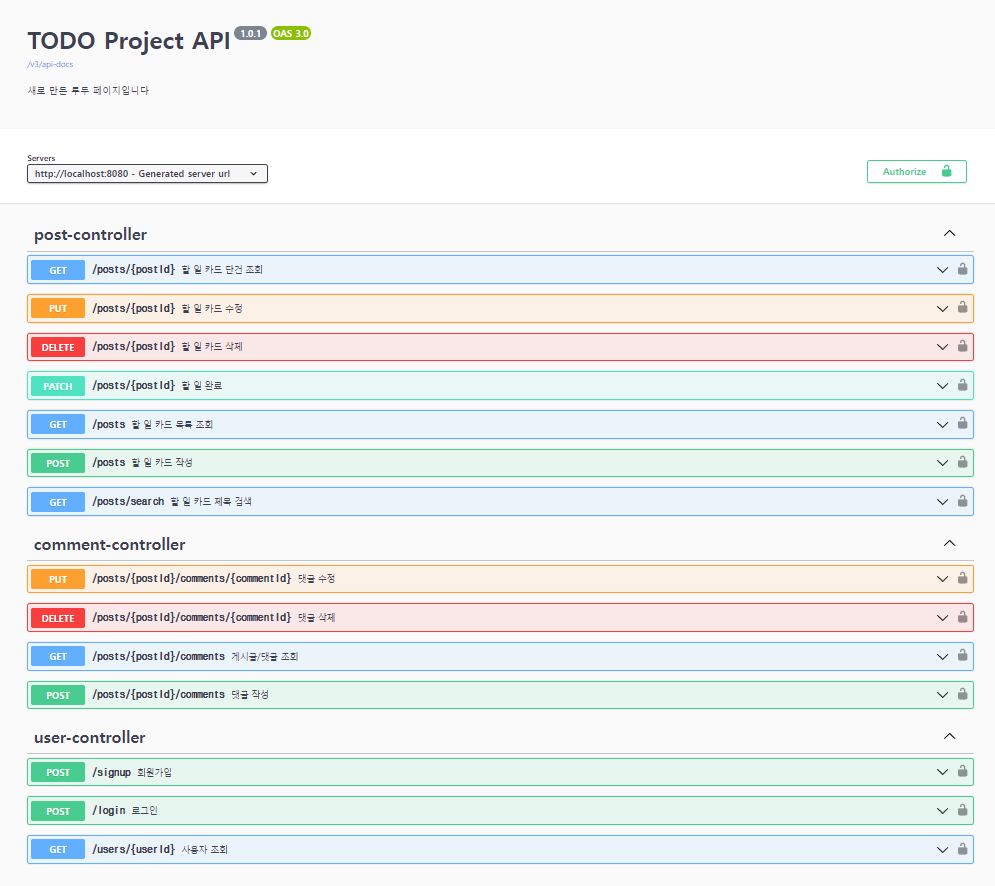 TODO Project API 1.0.1 OAS 3.0
/v3/api-docs
새로 만든 투두 페이지입니다
Servers
http://localhost:8080 - Generated server url
Authorize
post-controller
GET /posts/{postId} 할 일 카드 단건 조회
PUT /posts/{postId} 할 일 카드 수정
DELETE /posts/{postId} 할 일 카드 삭제
PATCH /posts/{postId} 할 일 완료
GET /posts 할 일 카드 목록 조회
POST /posts 할 일 카드 작성
GET /posts/search 할 일 카드 제목 검색
comment-controller
PUT /posts/{postId}/comments/{commentId} 댓글 수정
DELETE /posts/{postId}/comments/{commentId} 댓글 삭제
GET /posts/{postId}/comments 게시글/댓글 조회
POST /posts/{postId}/comments 댓글 작성
user-controller
POST /signup 회원가입
POST /login 로그인
GET /users/{userId} 사용자 조회